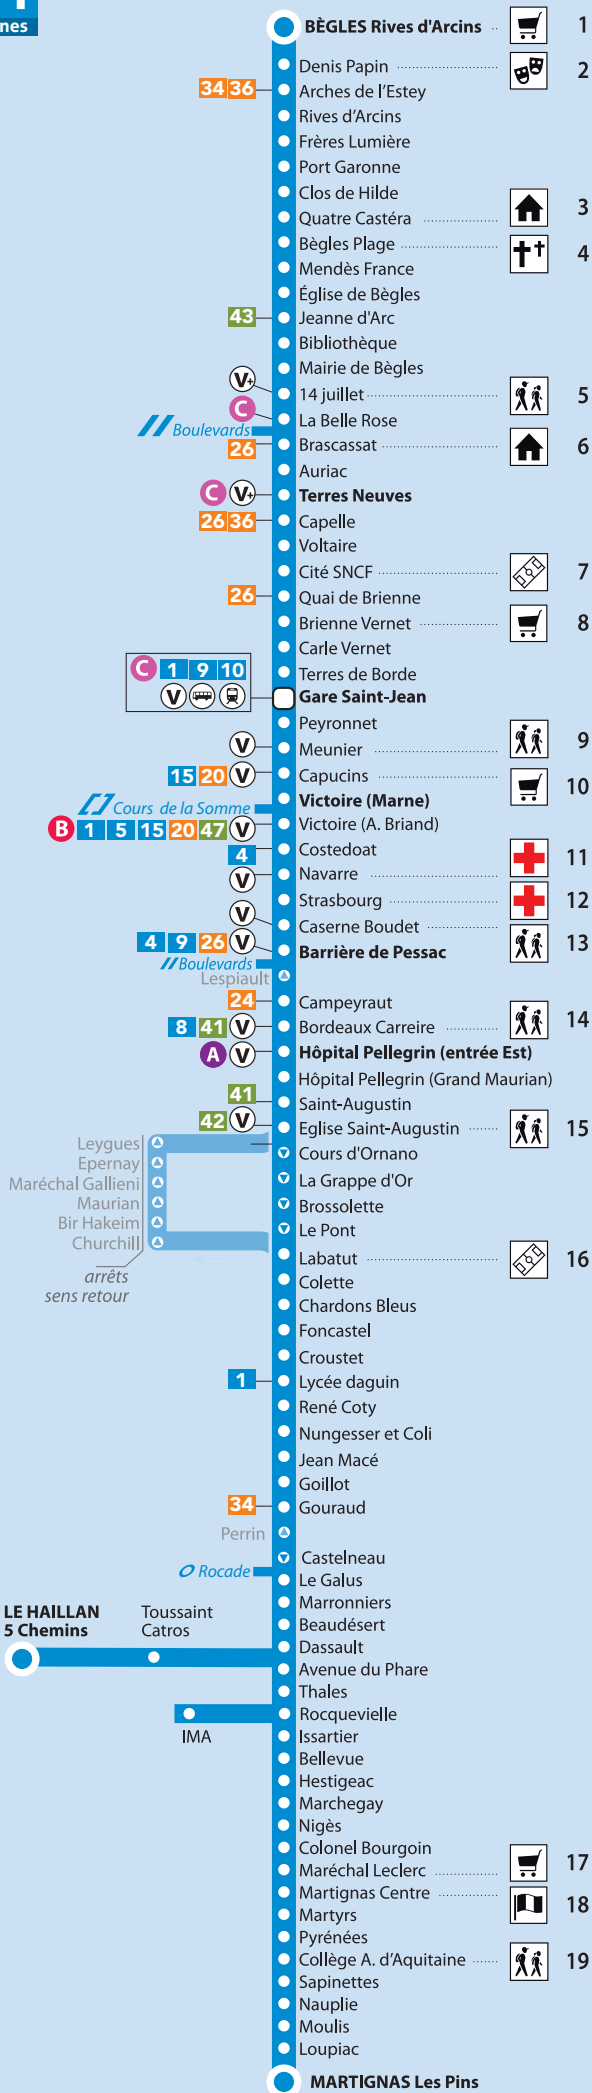 nes
BÈGLES Rives d'Arcins 1
Denis Papin 2
34 36 Arches de l'Estey
Rives d'Arcins
Frères Lumière
Port Garonne
Clos de Hilde
Quatre Castéra 3
Bègles Plage 4
Mendès France
Église de Bègles
43 Jeanne d'Arc
Bibliothèque
Mairie de Bègles
V+ 14 juillet 5
C La Belle Rose
Boulevards
26 Brascassat 6
Auriac
C V+ Terres Neuves
26 36 Capelle
Voltaire
Cité SNCF 7
26 Quai de Brienne
Brienne Vernet 8
Carle Vernet
Terres de Borde
C 1 9 10
V Gare Saint-Jean
Peyronnet
V Meunier 9
15 20 V Capucins 10
Victoire (Marne)
Cours de la Somme
B 1 5 15 20 47 V Victoire (A. Briand)
4 Costedoat
V Navarre 11
Strasbourg 12
V Caserne Boudet 13
4 9 26 V Barrière de Pessac
Boulevards
Lespiault
24 Campeyraut
8 41 V Bordeaux Carreire 14
A V Hôpital Pellegrin (entrée Est)
Hôpital Pellegrin (Grand Maurian)
41 Saint-Augustin
42 V Eglise Saint-Augustin 15
Leygues
Epernay
Maréchal Gallieni
Maurian
Bir Hakeim
Churchill
arrêts
sens retour
Cours d'Ornano
La Grappe d'Or
Brossolette
Le Pont
Labatut 16
Colette
Chardons Bleus
Foncastel
Croustet
1 Lycée daguin
René Coty
Nungesser et Coli
Jean Macé
Goillot
34 Gouraud
Perrin
Castelneau
Rocade
Le Galus
Marronniers
LE HAILLAN
5 Chemins
Toussaint
Catros
Beaudésert
Dassault
Avenue du Phare
Thales
Rocquevielle
IMA
Issartier
Bellevue
Hestigeac
Marchegay
Nigès
Colonel Bourgoin
Maréchal Leclerc 17
Martignas Centre 18
Martyrs
Pyrénées
Collège A. d'Aquitaine 19
Sapinettes
Nauplie
Moulis
Loupiac
MARTIGNAS Les Pins